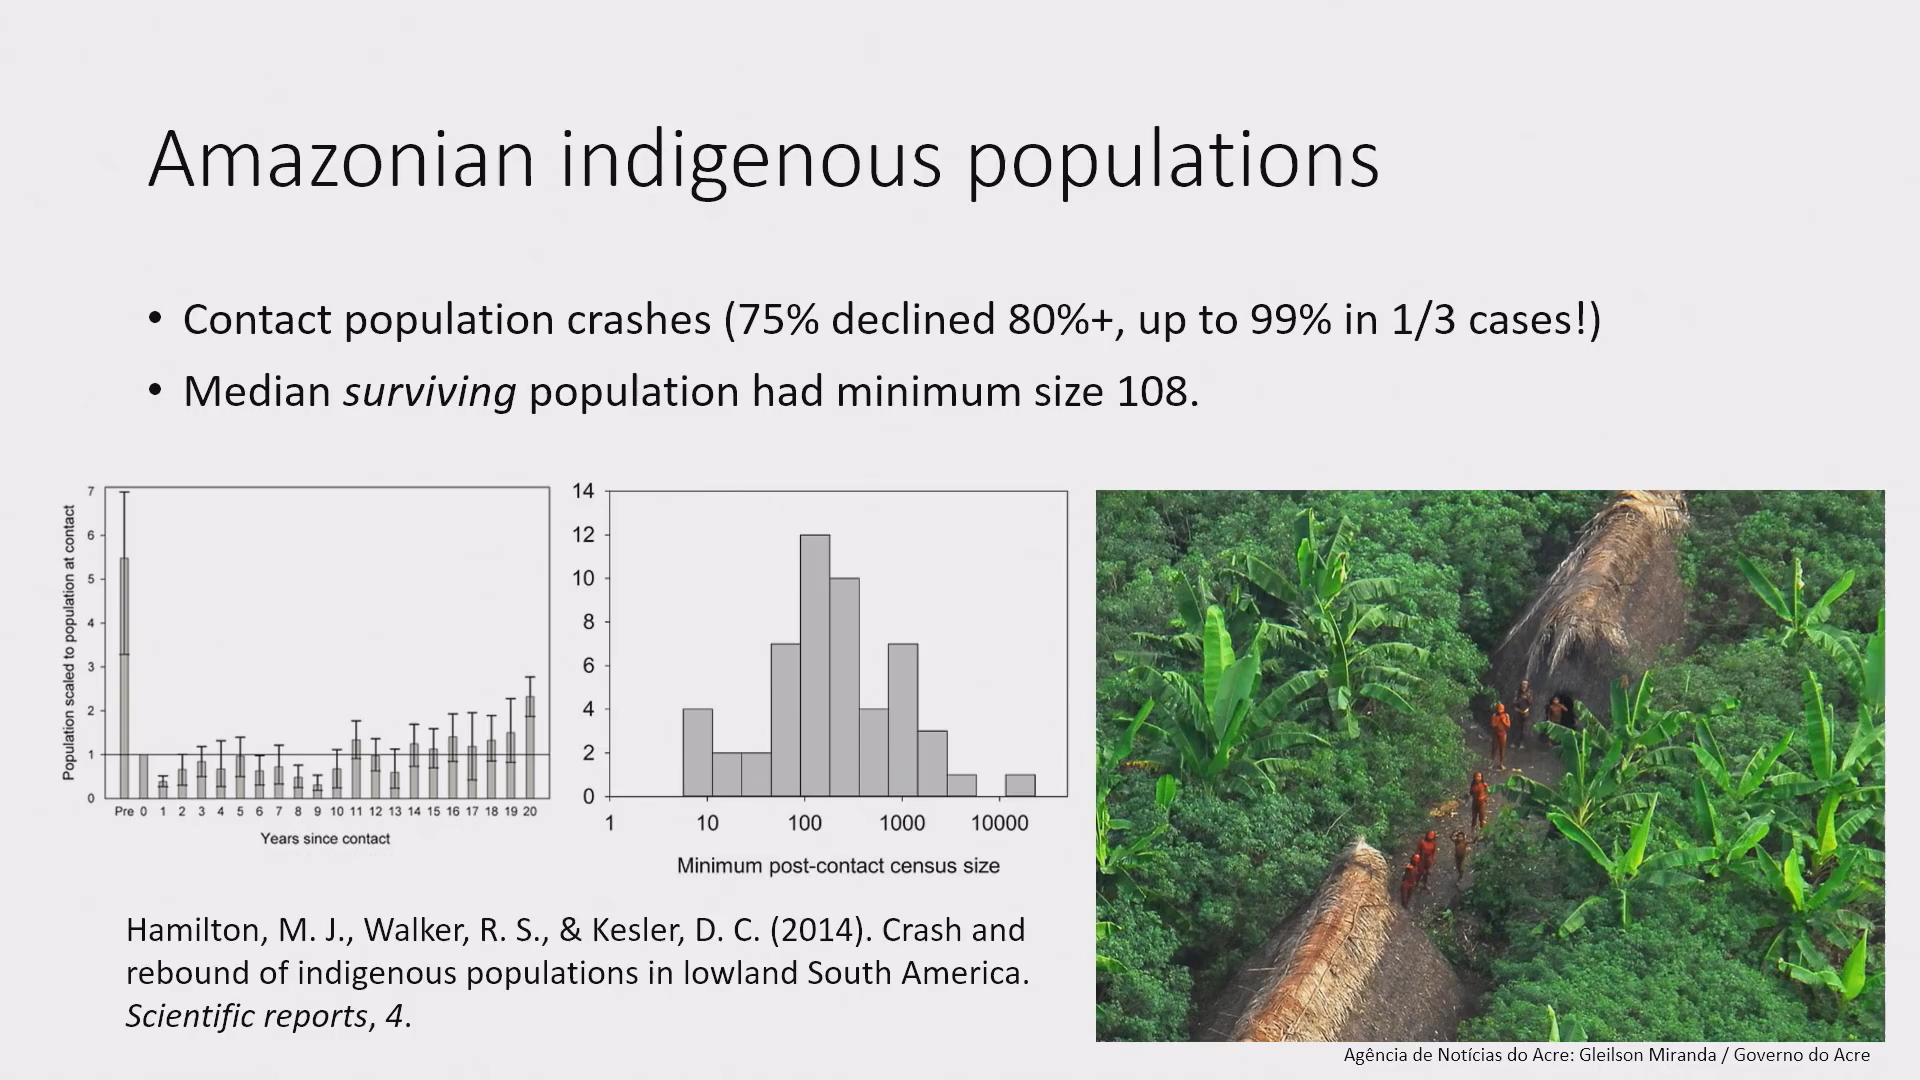 Amazonian indigenous populations
• Contact population crashes (75% declined 80%+, up to 99% in 1/3 cases!)
• Median surviving population had minimum size 108.
Population scaled to population at contact
7
6
5
4
3
2
1
0
Pre 0 1 2 3 4 5 6 7 8 9 10 11 12 13 14 15 16 17 18 19 20
Years since contact
14
12
10
8
6
4
2
0
1 10 100 1000 10000
Minimum post-contact census size
Hamilton, M. J., Walker, R. S., & Kesler, D. C. (2014). Crash and
rebound of indigenous populations in lowland South America.
Scientific reports, 4.
Agência de Notícias do Acre: Gleilson Miranda / Governo do Acre